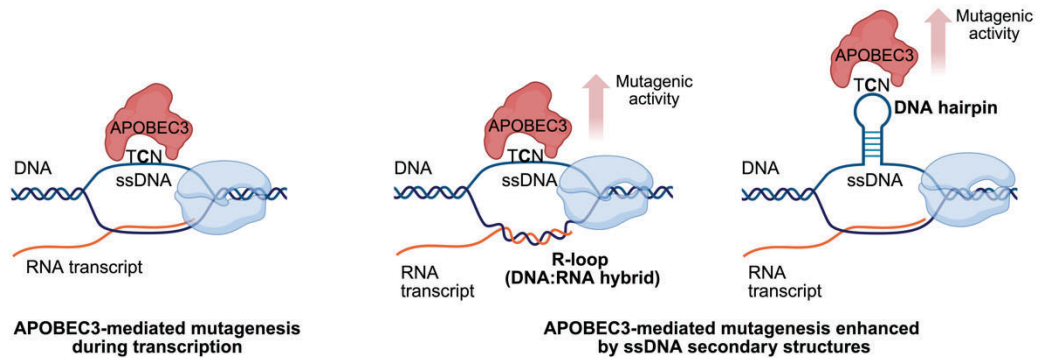 APOBEC3
TCN
DNA
ssDNA
RNA transcript
APOBEC3-mediated mutagenesis
during transcription
Mutagenic
activity
APOBEC3
TCN
DNA
ssDNA
RNA
transcript
R-loop
(DNA:RNA hybrid)
Mutagenic
activity
APOBEC3
TCN
DNA hairpin
DNA
ssDNA
RNA
transcript
APOBEC3-mediated mutagenesis enhanced
by ssDNA secondary structures